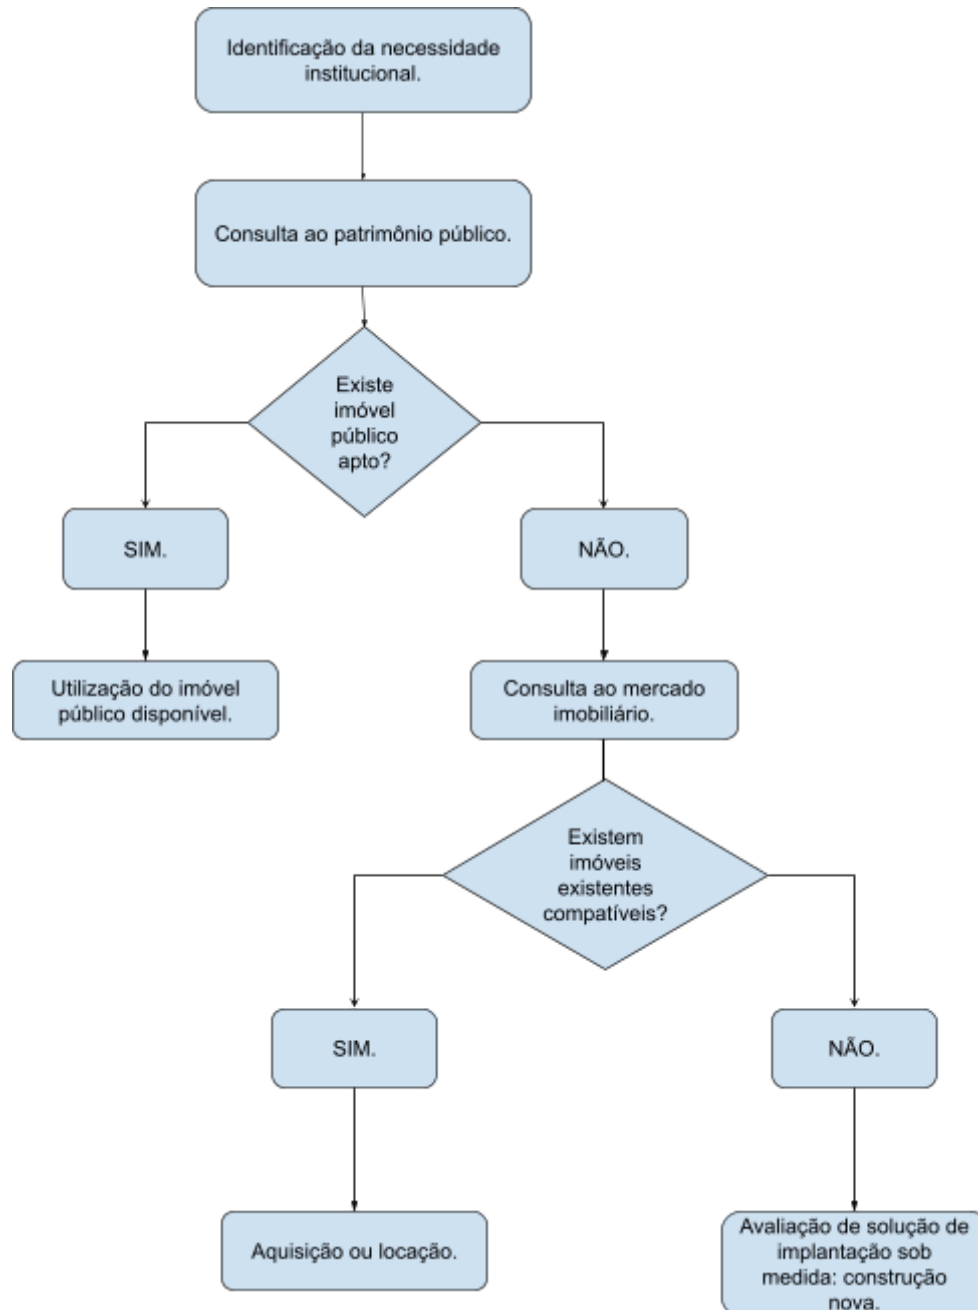 Identificação da necessidade
institucional.
Consulta ao patrimônio público.
Existe
imóvel
público
apto?
SIM.
NÃO.
Utilização do imóvel
público disponível.
Consulta ao mercado
imobiliário.
Existem
imóveis
existentes
compatíveis?
SIM.
NÃO.
Aquisição ou locação.
Avaliação de solução de
implantação sob
medida: construção
nova.